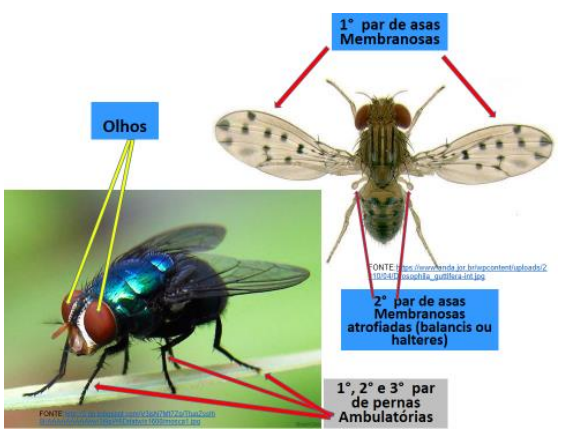 1° par de asas
Membranosas
Olhos
FONTE:
2° par de asas
Membranosas
atrofiadas (balancis ou
halteres)
1°, 2° e 3° par
de pernas
Ambulatórias
FONTE: